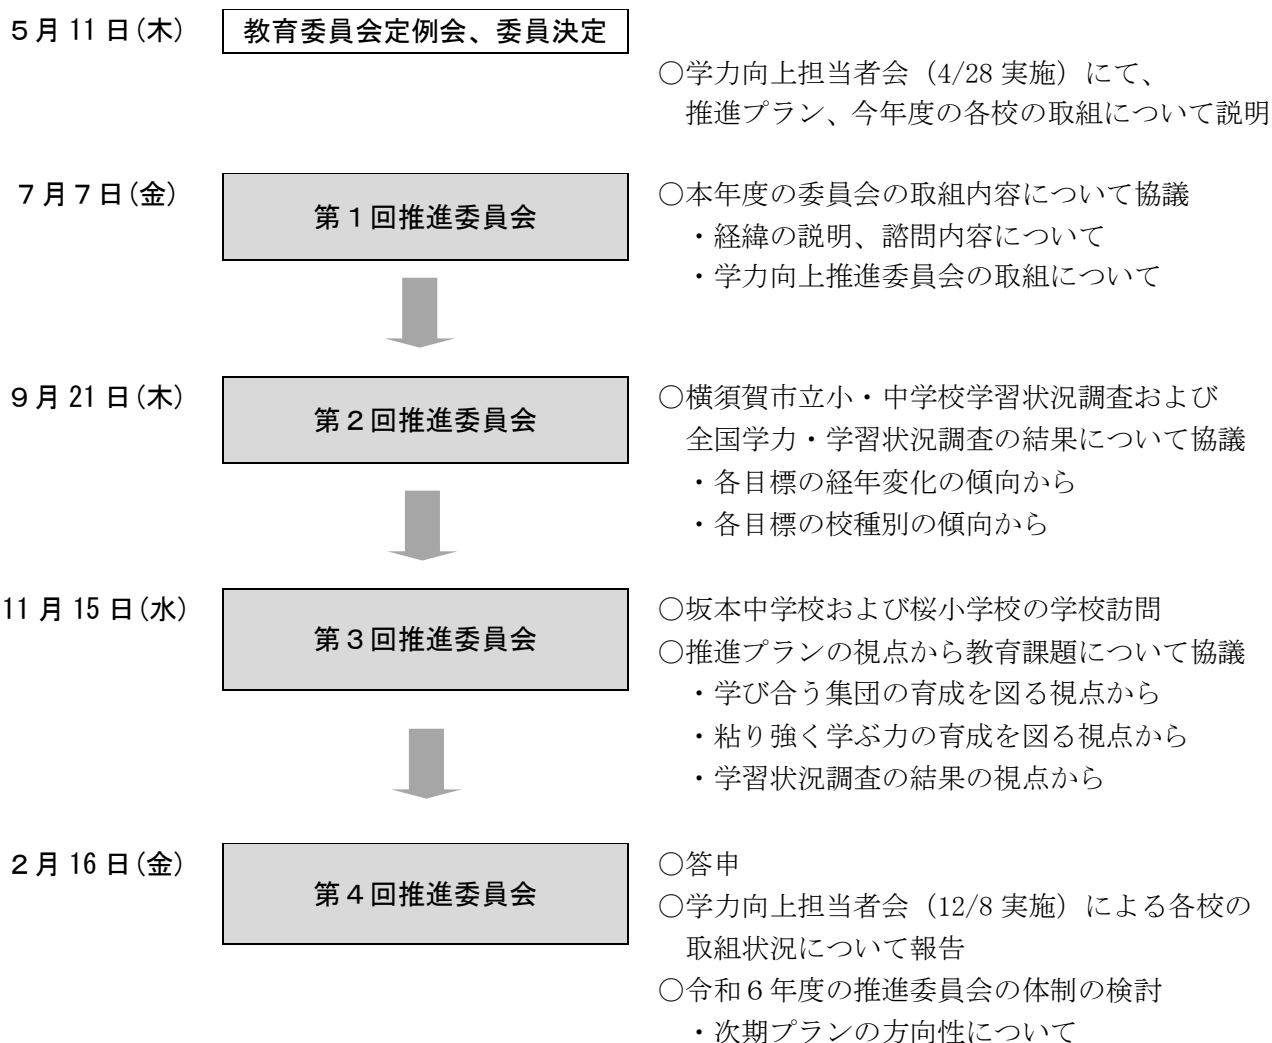 ５月 11 日(木)
教育委員会定例会、委員決定
○学力向上担当者会（4/28 実施）にて、
推進プラン、今年度の各校の取組について説明
７月７日(金)
第１回推進委員会
○本年度の委員会の取組内容について協議
・経緯の説明、諮問内容について
・学力向上推進委員会の取組について
９月 21 日(木)
第２回推進委員会
○横須賀市立小・中学校学習状況調査および
全国学力・学習状況調査の結果について協議
・各目標の経年変化の傾向から
・各目標の校種別の傾向から
11 月 15 日(水)
第３回推進委員会
○坂本中学校および桜小学校の学校訪問
○推進プランの視点から教育課題について協議
・学び合う集団の育成を図る視点から
・粘り強く学ぶ力の育成を図る視点から
・学習状況調査の結果の視点から
２月 16 日(金)
第４回推進委員会
○答申
○学力向上担当者会（12/8 実施）による各校の
取組状況について報告
○令和６年度の推進委員会の体制の検討
・次期プランの方向性について